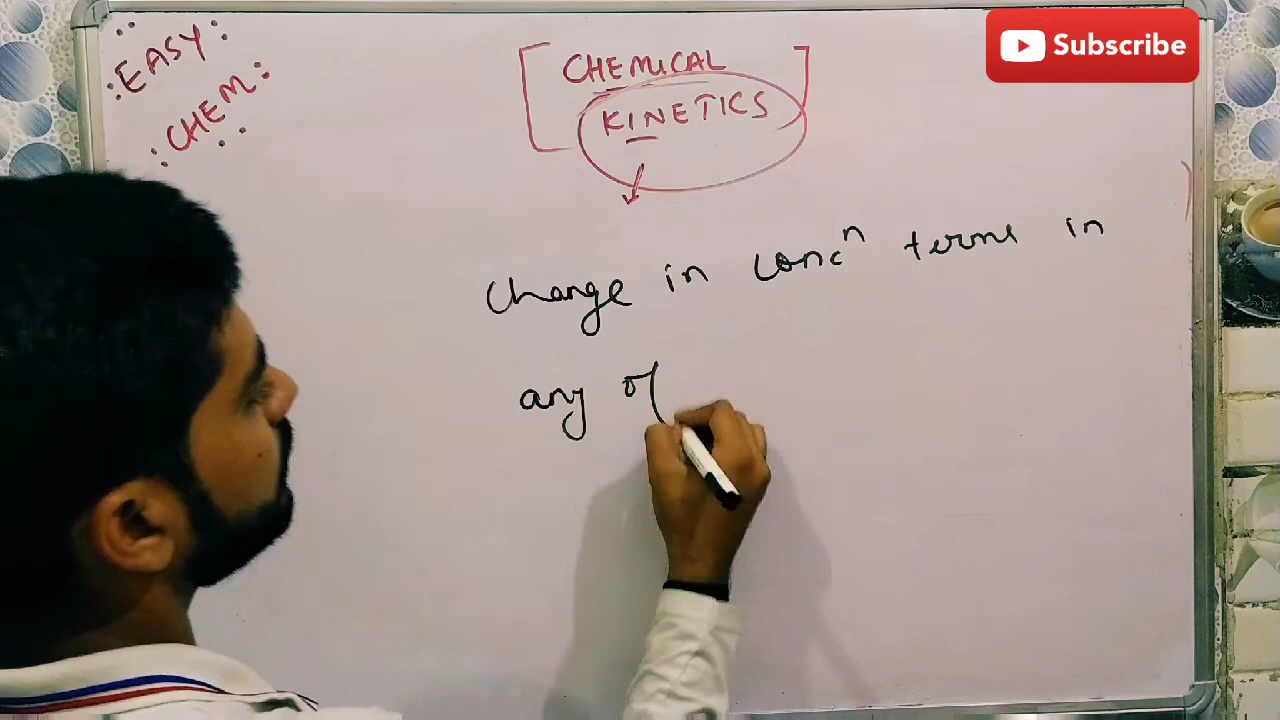 EASY
CHEM
CHEMICAL
KINETICS
Subscribe
Change in concⁿ terms in
any of